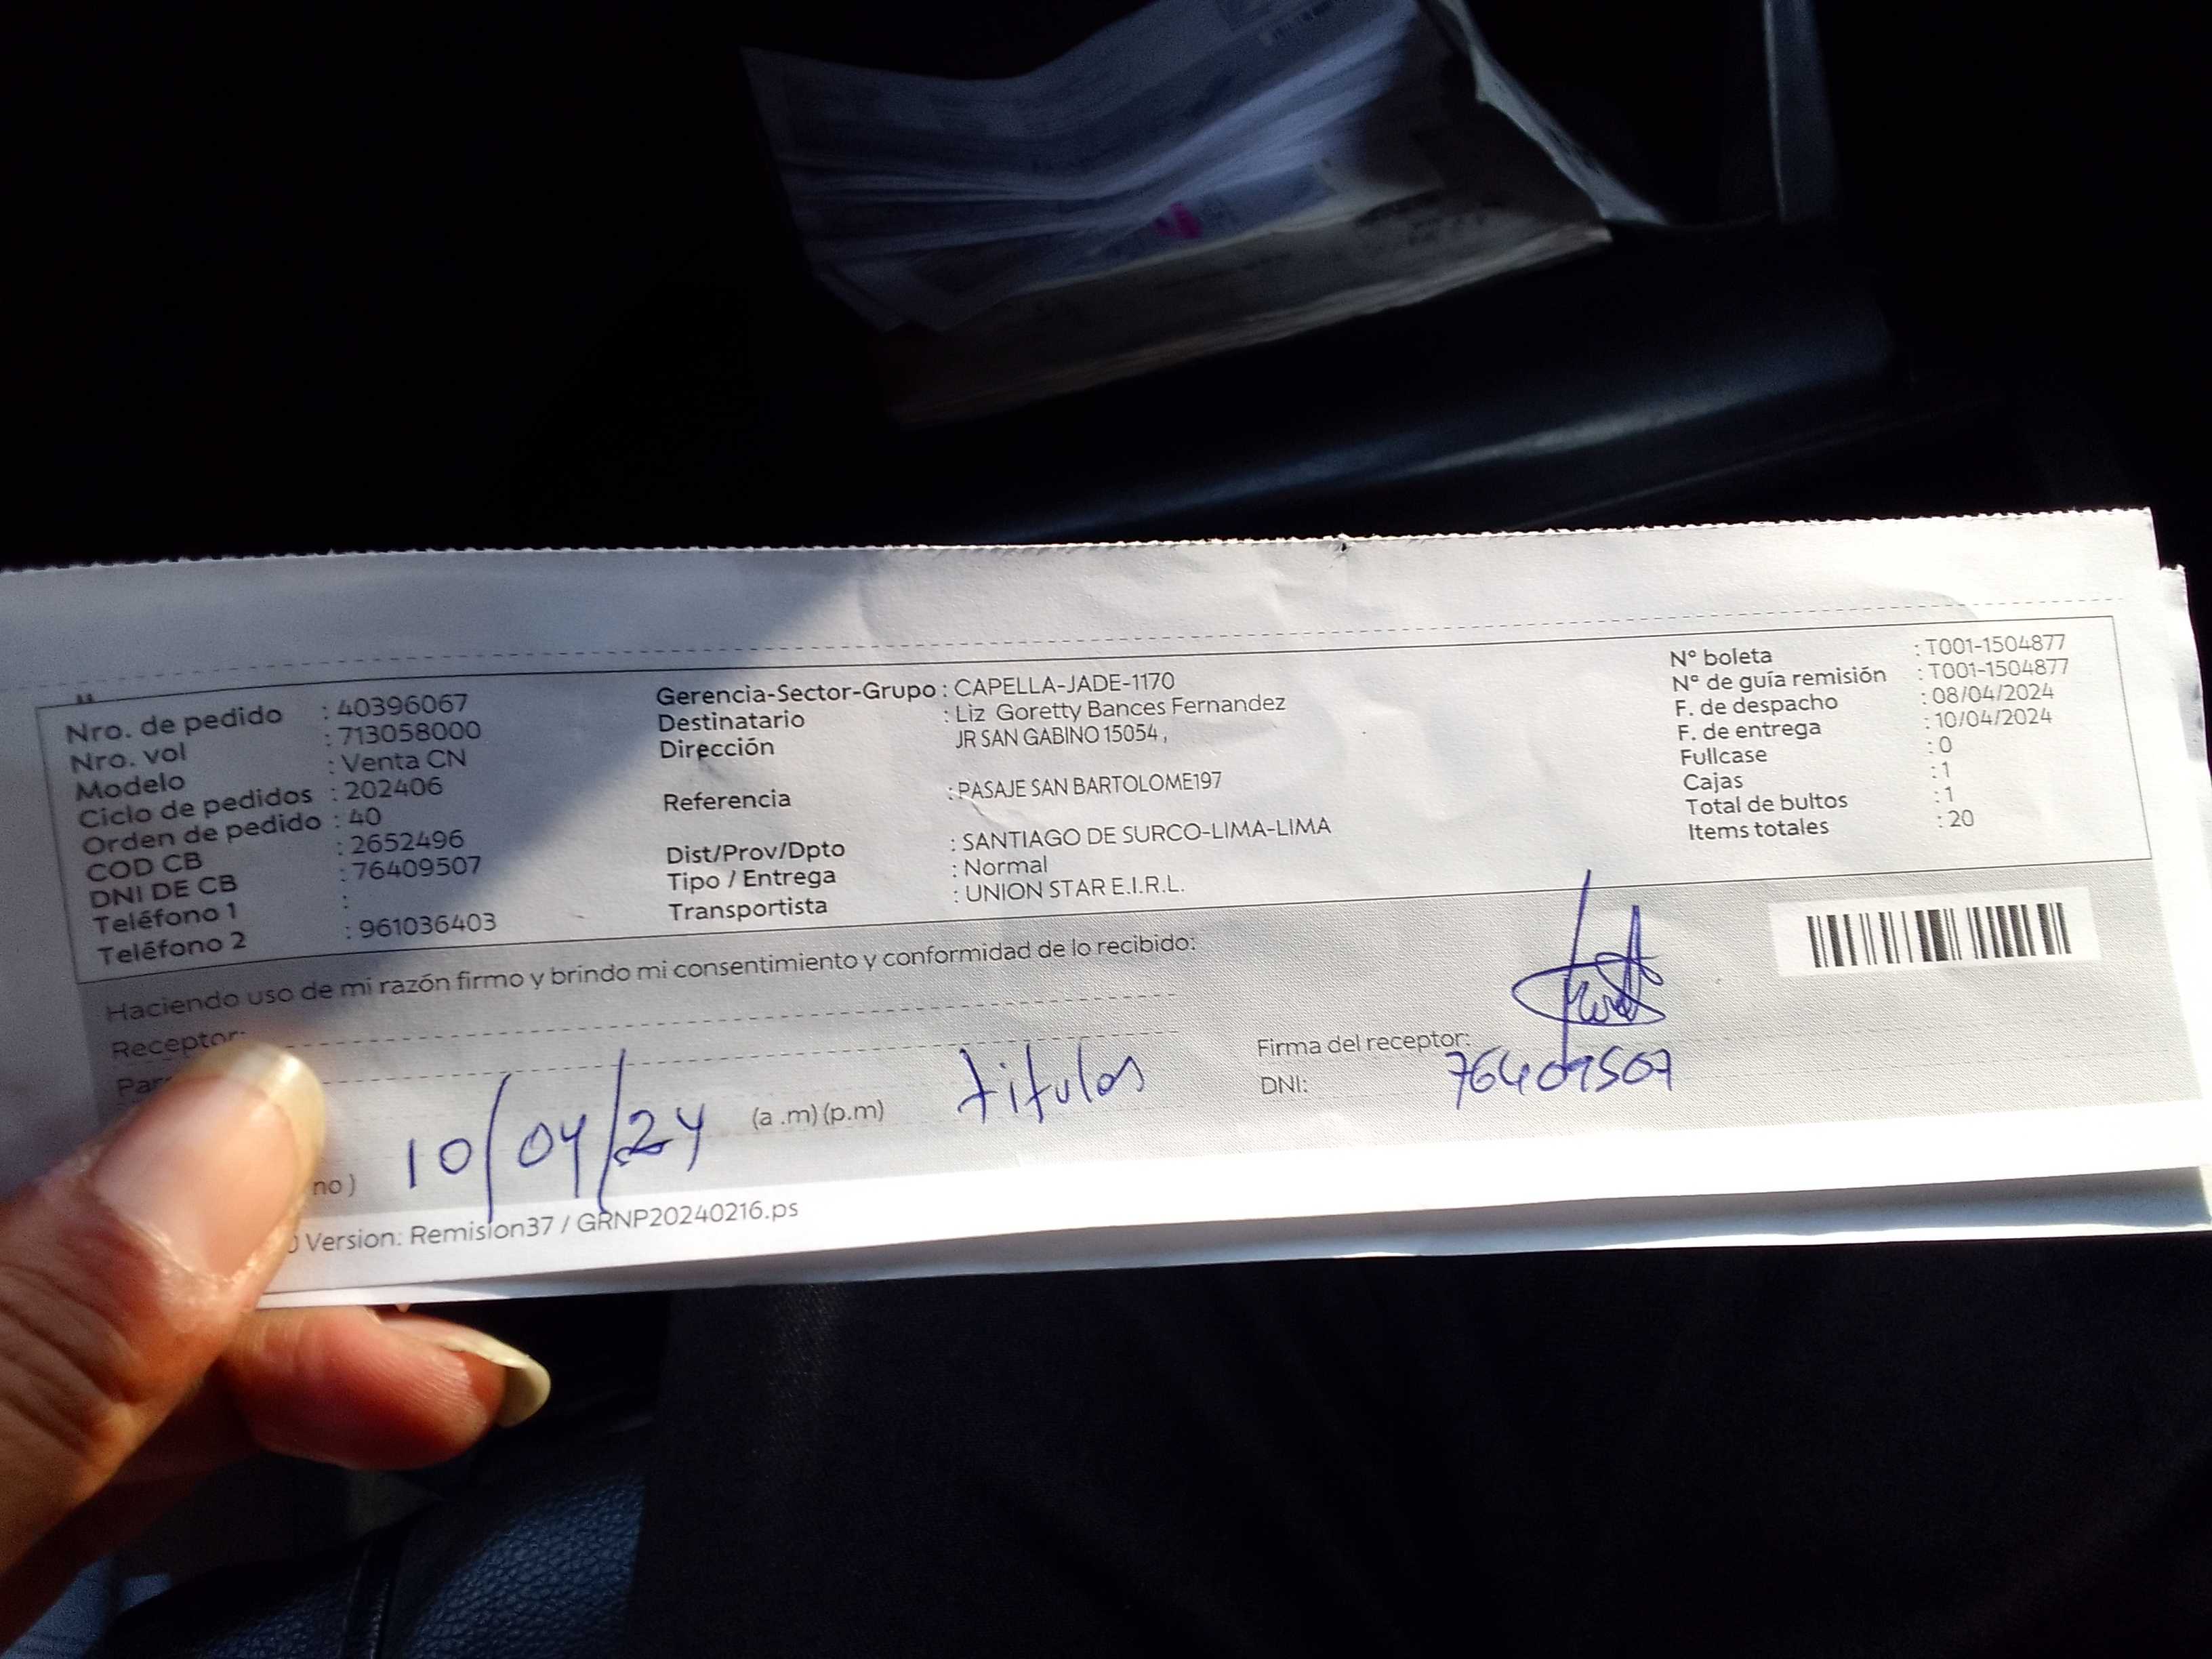 Nro. de pedido : 40396067
Nro. vol : 713058000
Modelo : Venta CN
Ciclo de pedidos : 202406
Orden de pedido : 40
COD CB : 2652496
DNI DE CB : 76409507
Teléfono 1 :
Teléfono 2 : 961036403
Gerencia-Sector-Grupo : CAPELLA-JADE-1170
Destinatario : Liz Goretty Bances Fernandez
Dirección JR SAN GABINO 15054 ,
Referencia : PASAJE SAN BARTOLOME197
Dist/Prov/Dpto : SANTIAGO DE SURCO-LIMA-LIMA
Tipo / Entrega : Normal
Transportista : UNION STAR E.I.R.L.
N° boleta : T001-1504877
N° de guía remisión : T001-1504877
F. de despacho : 08/04/2024
F. de entrega : 10/04/2024
Fullcase : 0
Cajas : 1
Total de bultos : 1
Items totales : 20
Haciendo uso de mi razón firmo y brindo mi consentimiento y conformidad de lo recibido:
Receptor:
Firma del receptor:
DNI: 76409507
10/04/24 (a .m) (p.m) titulos
no )
Version: Remision37 / GRNP20240216.ps